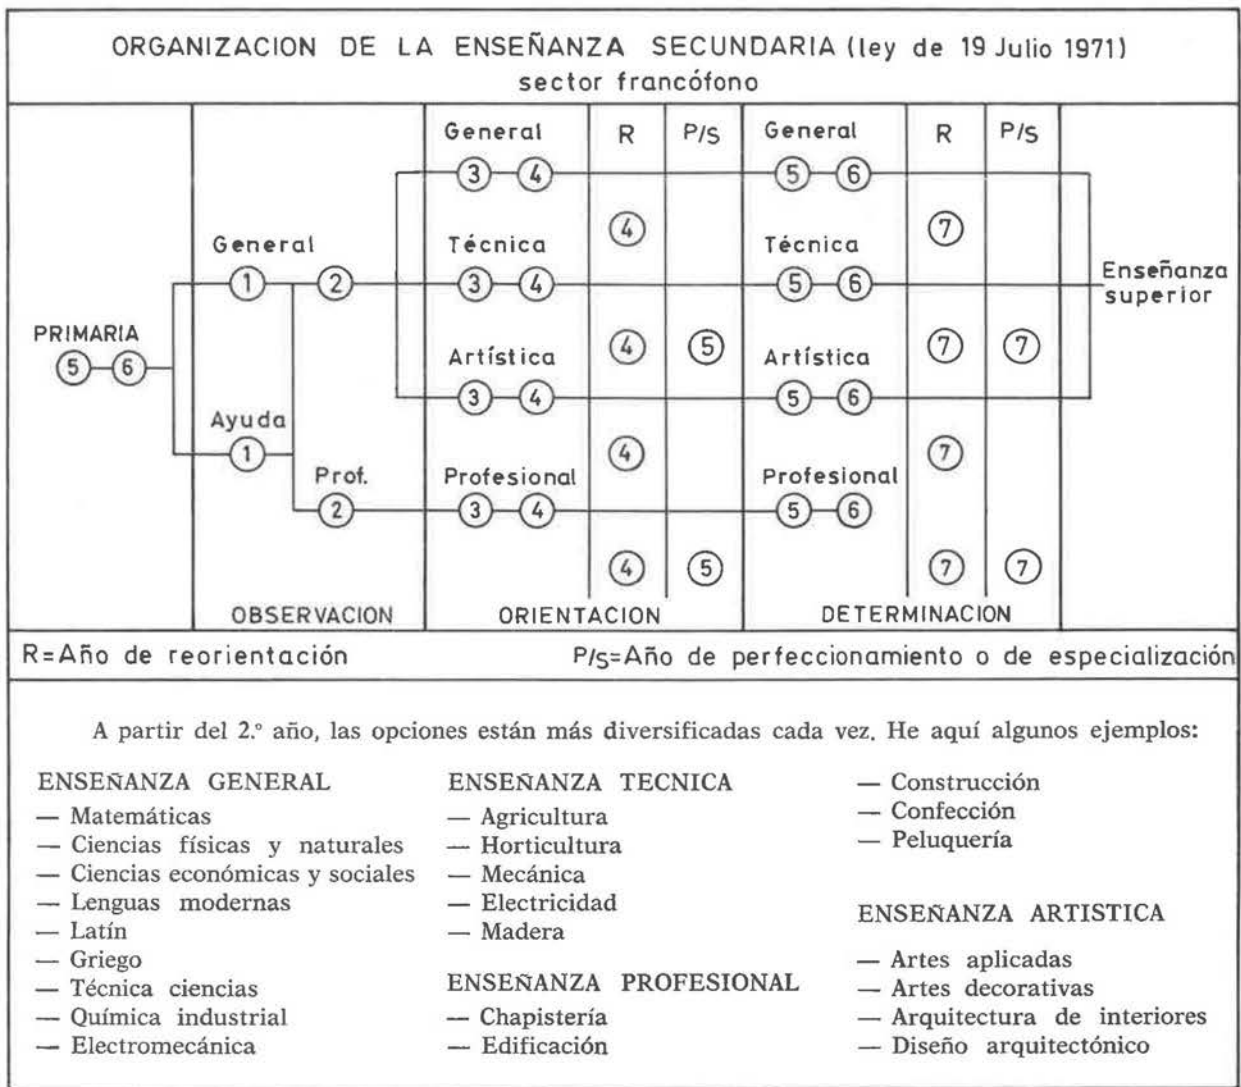 ORGANIZACION DE LA ENSEÑANZA SECUNDARIA (ley de 19 Julio 1971)
sector francófono
General R P/S General R P/S
3 4 5 6
4 7
General Técnica Técnica
1 2 3 4 5 6
Enseñanza
superior
PRIMARIA
5 6
4 5 7 7
Artística Artística
3 4 5 6
Ayuda
1
4 7
Prof. Profesional Profesional
2 3 4 5 6
4 5 7 7
OBSERVACION ORIENTACION DETERMINACION
R=Año de reorientación P/S=Año de perfeccionamiento o de especialización
A partir del 2.º año, las opciones están más diversificadas cada vez. He aquí algunos ejemplos:
ENSEÑANZA GENERAL
— Matemáticas
— Ciencias físicas y naturales
— Ciencias económicas y sociales
— Lenguas modernas
— Latín
— Griego
— Técnica ciencias
— Química industrial
— Electromecánica
ENSEÑANZA TECNICA
— Agricultura
— Horticultura
— Mecánica
— Electricidad
— Madera
ENSEÑANZA PROFESIONAL
— Chapistería
— Edificación
— Construcción
— Confección
— Peluquería
ENSEÑANZA ARTISTICA
— Artes aplicadas
— Artes decorativas
— Arquitectura de interiores
— Diseño arquitectónico